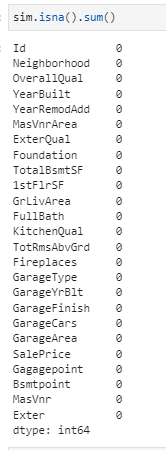 sim.isna().sum()
Id 0
Neighborhood 0
OverallQual 0
YearBuilt 0
YearRemodAdd 0
MasVnrArea 0
ExterQual 0
Foundation 0
TotalBsmtSF 0
1stFlrSF 0
GrLivArea 0
FullBath 0
KitchenQual 0
TotRmsAbvGrd 0
Fireplaces 0
GarageType 0
GarageYrBlt 0
GarageFinish 0
GarageCars 0
GarageArea 0
SalePrice 0
Gagagepoint 0
Bsmtpoint 0
MasVnr 0
Exter 0
dtype: int64